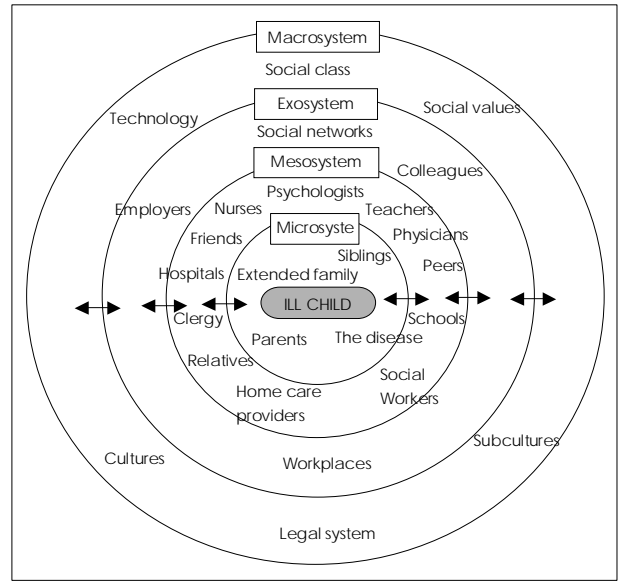 Macrosystem
Social class
Exosystem
Social values
Technology
Social networks
Mesosystem
Colleagues
Psychologists
Employers
Nurses
Teachers
Microsyste
Physicians
Friends
Siblings
Peers
Hospitals
Extended family
ILL CHILD
Clergy
Schools
Parents
The disease
Relatives
Social
Workers
Home care
providers
Subcultures
Cultures
Workplaces
Legal system